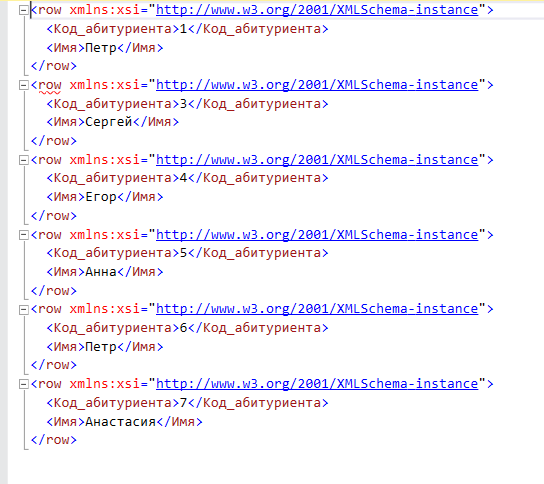 <row xmlns:xsi="http://www.w3.org/2001/XMLSchema-instance">
<Код_абитуриента>1</Код_абитуриента>
<Имя>Петр</Имя>
</row>
<row xmlns:xsi="http://www.w3.org/2001/XMLSchema-instance">
<Код_абитуриента>3</Код_абитуриента>
<Имя>Сергей</Имя>
</row>
<row xmlns:xsi="http://www.w3.org/2001/XMLSchema-instance">
<Код_абитуриента>4</Код_абитуриента>
<Имя>Егор</Имя>
</row>
<row xmlns:xsi="http://www.w3.org/2001/XMLSchema-instance">
<Код_абитуриента>5</Код_абитуриента>
<Имя>Анна</Имя>
</row>
<row xmlns:xsi="http://www.w3.org/2001/XMLSchema-instance">
<Код_абитуриента>6</Код_абитуриента>
<Имя>Петр</Имя>
</row>
<row xmlns:xsi="http://www.w3.org/2001/XMLSchema-instance">
<Код_абитуриента>7</Код_абитуриента>
<Имя>Анастасия</Имя>
</row>